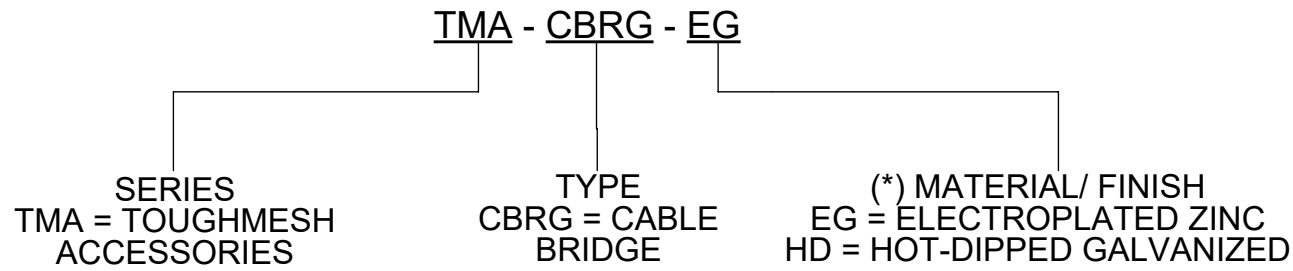 TMA - CBRG - EG
SERIES
TMA = TOUGHMESH
ACCESSORIES
TYPE
CBRG = CABLE
BRIDGE
(*) MATERIAL/ FINISH
EG = ELECTROPLATED ZINC
HD = HOT-DIPPED GALVANIZED